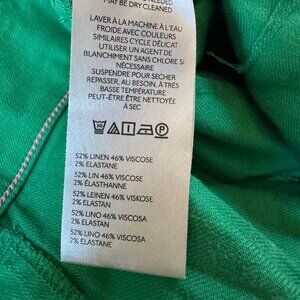 NEEDED
MAY BE DRY CLEANED
LAVER À LA MACHINE À L'EAU
FROIDE AVEC COULEURS
SIMILAIRES CYCLE DÉLICAT
UTILISER UN AGENT DE
BLANCHIMENT SANS CHLORE SI
NÉCESSAIRE
SUSPENDRE POUR SÉCHER
REPASSER, AU BESOIN, À TRÈS
BASSE TEMPÉRATURE
PEUT-ÊTRE ÊTRE NETTOYÉE
À SEC
52% LINEN 46% VISCOSE
2% ELASTANE
52% LIN 46% VISCOSE
2% ÉLASTHANNE
52% LEINEN 46% VISKOSE
2% ELASTAN
52% LINO 46% VISCOSA
2% ELASTAN
52% LINO 46% VISCOSA
2% ELASTANE